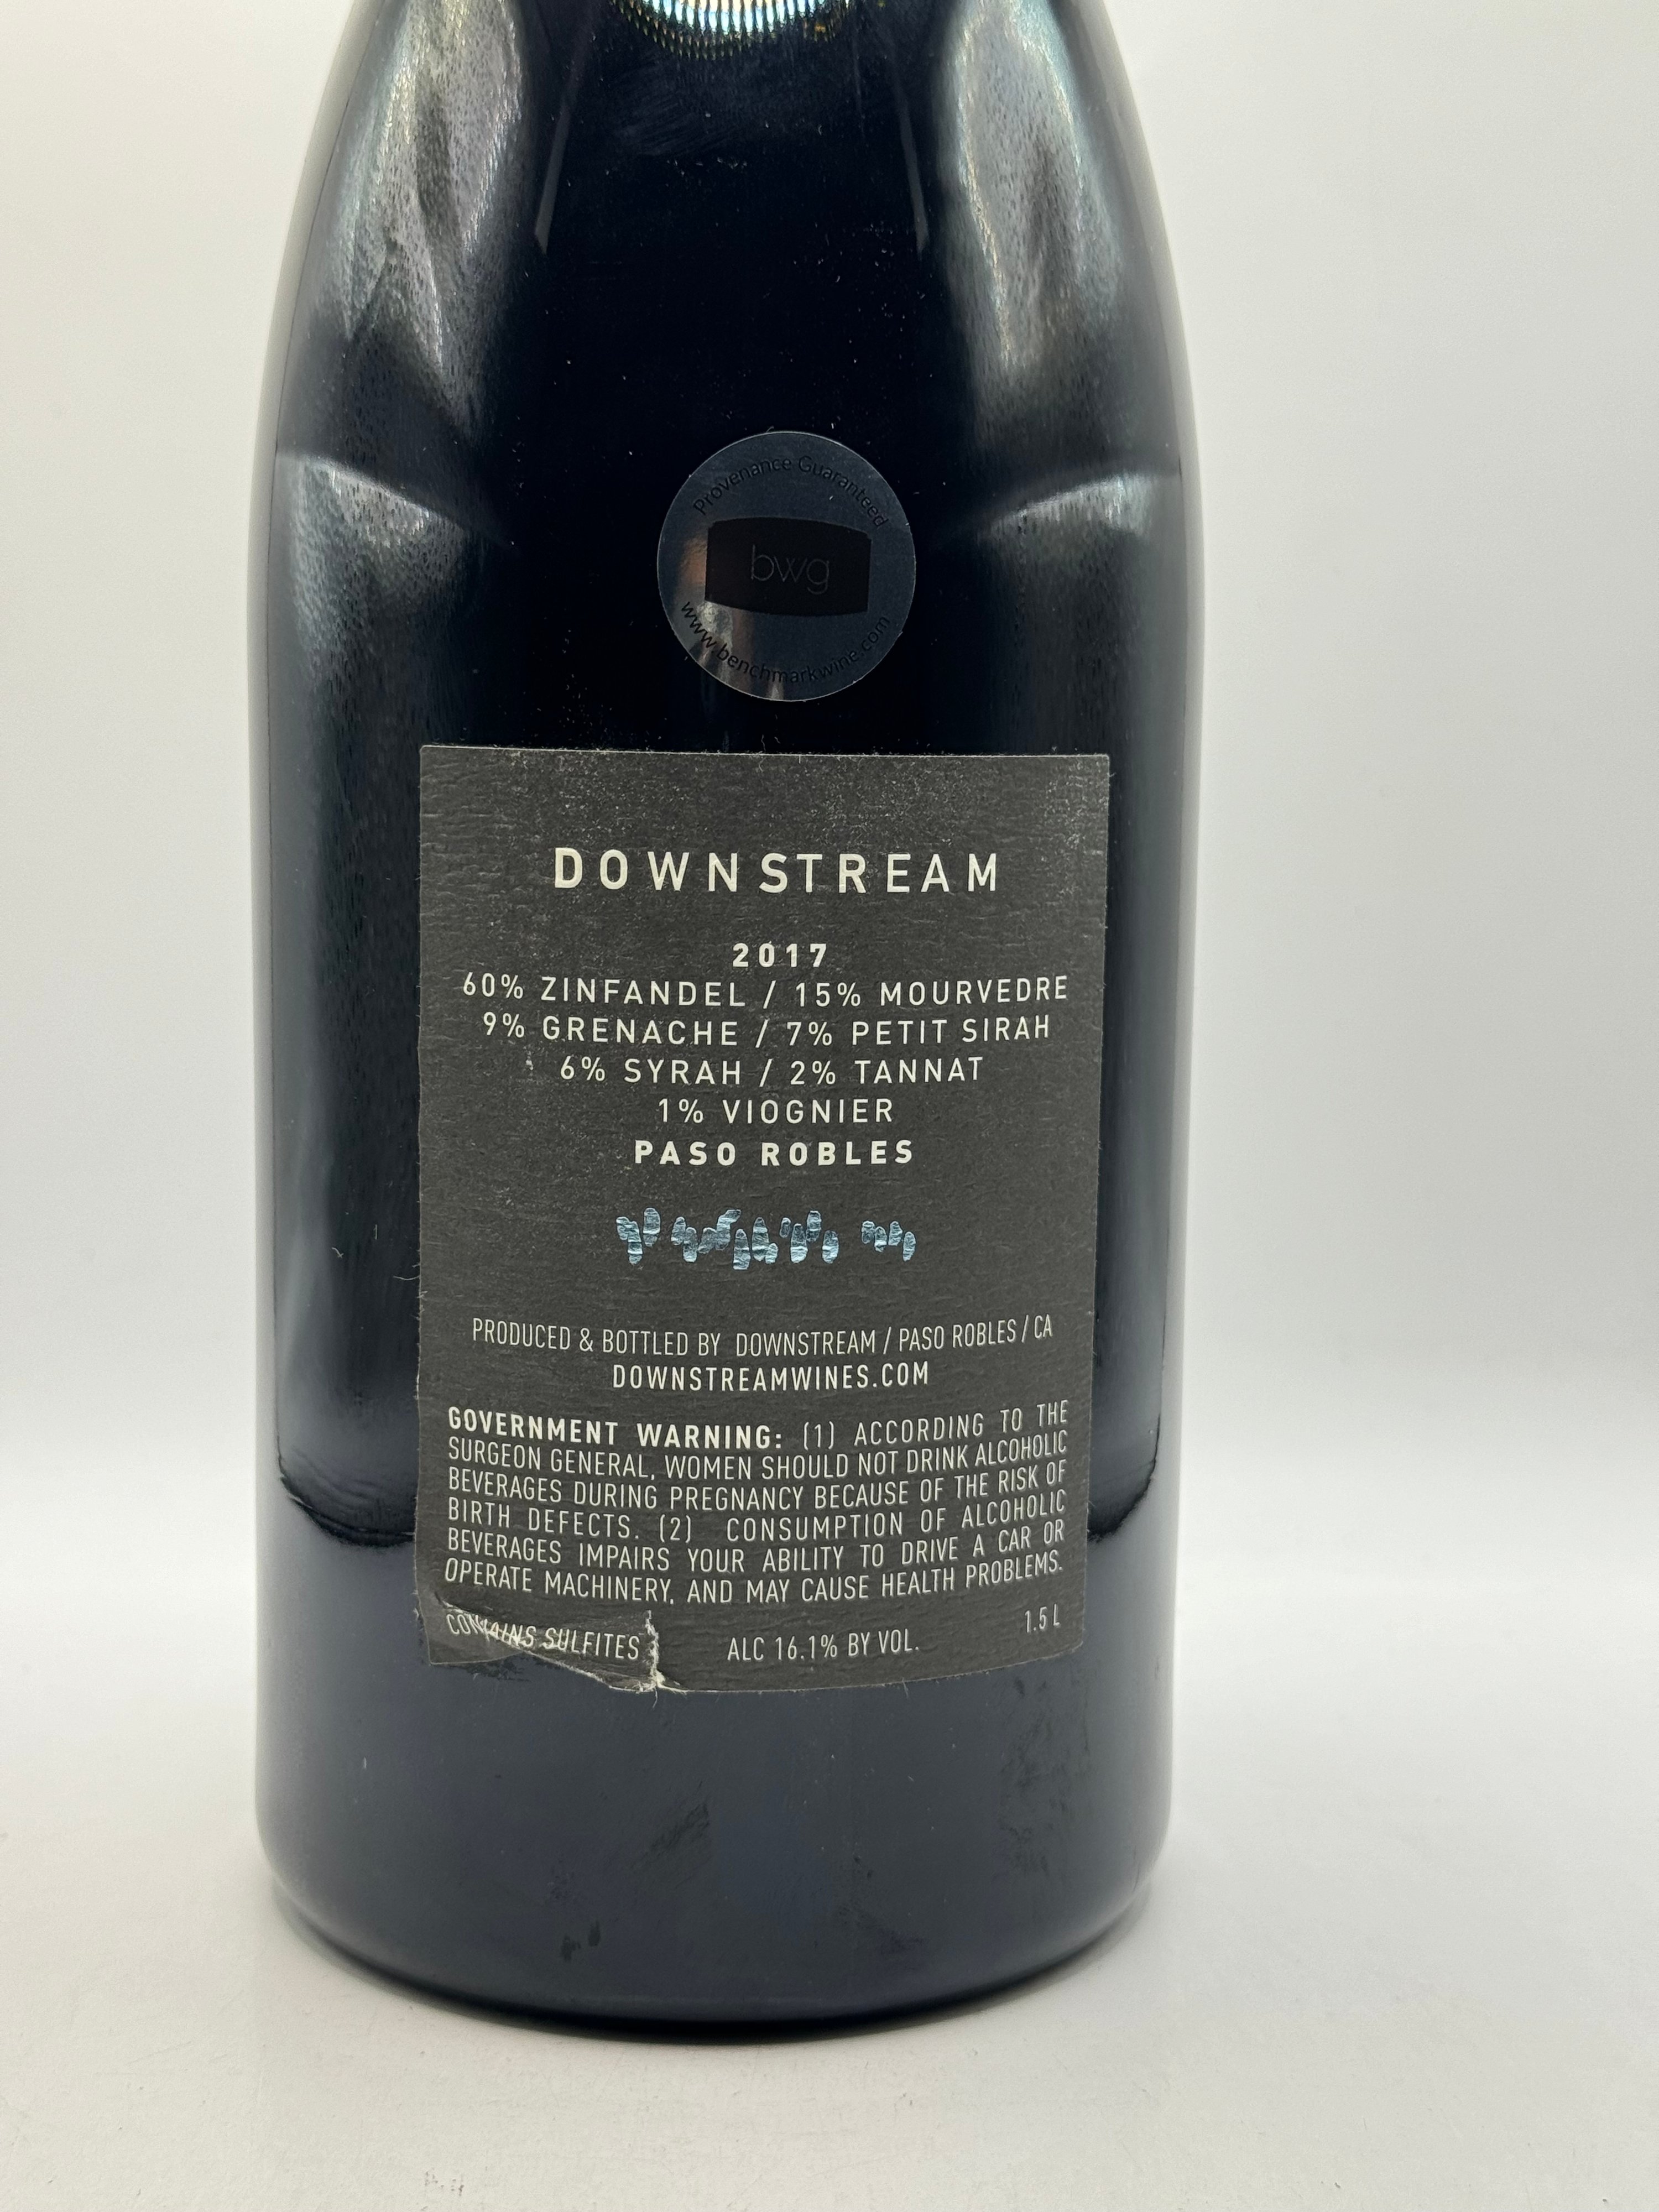 Provenance Guaranteed
bwg
www.benchmarkwine.com
DOWNSTREAM
2017
60% ZINFANDEL / 15% MOURVEDRE
9% GRENACHE / 7% PETIT SIRAH
6% SYRAH / 2% TANNAT
1% VIOGNIER
PASO ROBLES
PRODUCED & BOTTLED BY DOWNSTREAM / PASO ROBLES / CA
DOWNSTREAMWINES.COM
GOVERNMENT WARNING: (1) ACCORDING TO THE
SURGEON GENERAL, WOMEN SHOULD NOT DRINK ALCOHOLIC
BEVERAGES DURING PREGNANCY BECAUSE OF THE RISK OF
BIRTH DEFECTS. (2) CONSUMPTION OF ALCOHOLIC
BEVERAGES IMPAIRS YOUR ABILITY TO DRIVE A CAR OR
OPERATE MACHINERY, AND MAY CAUSE HEALTH PROBLEMS.
CONTAINS SULFITES ALC 16.1% BY VOL. 1.5 L